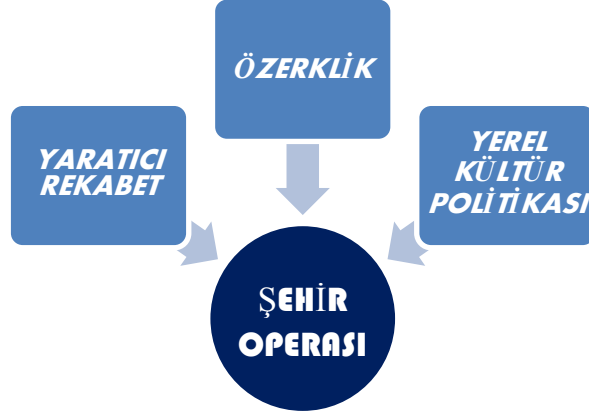 ÖZERKLİK
YARATICI
REKABET
YEREL
KÜLTÜR
POLİTİKASI
ŞEHİR
OPERASI